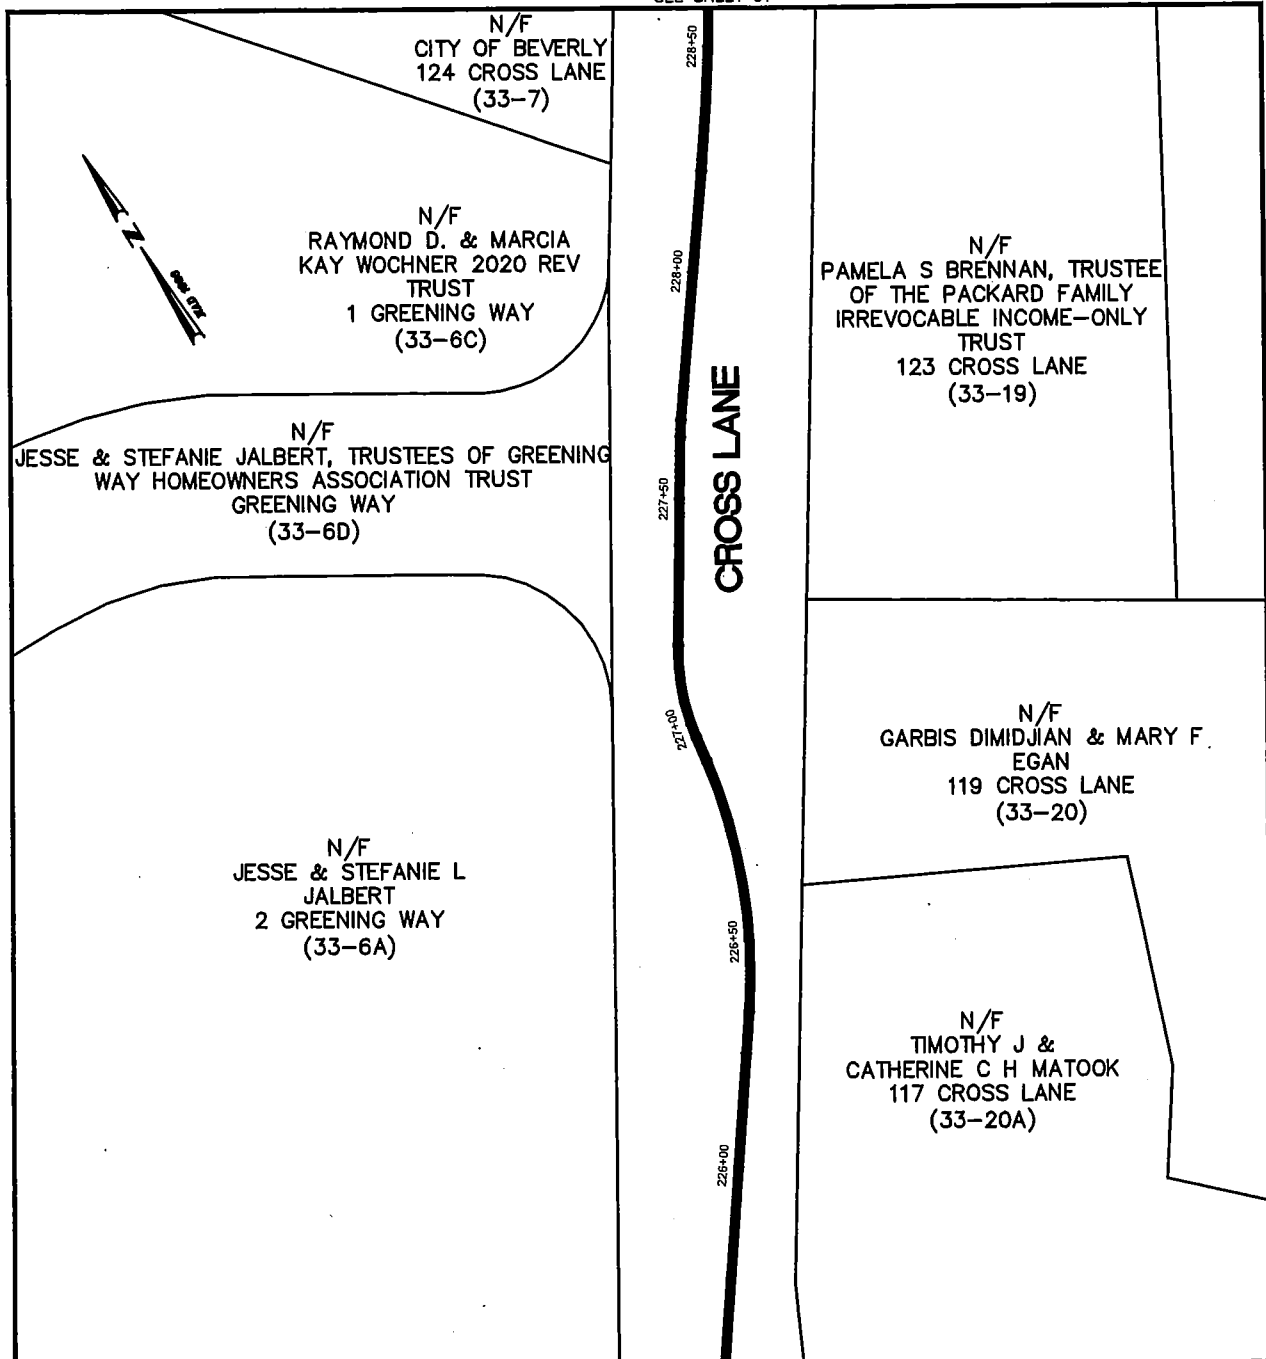 N/F
CITY OF BEVERLY
124 CROSS LANE
(33-7)
228+50
N/F
RAYMOND D. & MARCIA
KAY WOCHNER 2020 REV
TRUST
1 GREENING WAY
(33-6C)
N
228+00
N/F
PAMELA S BRENNAN, TRUSTEE
OF THE PACKARD FAMILY
IRREVOCABLE INCOME-ONLY
TRUST
123 CROSS LANE
(33-19)
N/F
JESSE & STEFANIE JALBERT, TRUSTEES OF GREENING
WAY HOMEOWNERS ASSOCIATION TRUST
GREENING WAY
(33-6D)
227+50
CROSS LANE
227+00
N/F
GARBIS DIMIDJIAN & MARY F
EGAN
119 CROSS LANE
(33-20)
N/F
JESSE & STEFANIE L
JALBERT
2 GREENING WAY
(33-6A)
226+50
N/F
TIMOTHY J &
CATHERINE C H MATOOK
117 CROSS LANE
(33-20A)
226+00